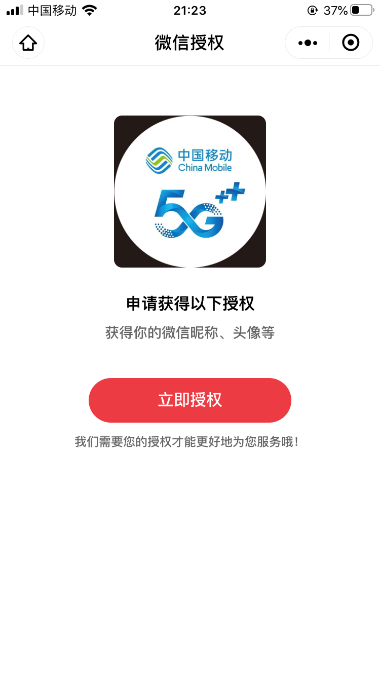 中国移动
21:23
37%
微信授权
中国移动
China Mobile
5G++
申请获得以下授权
获得你的微信昵称、头像等
立即授权
我们需要您的授权才能更好地为您服务哦！